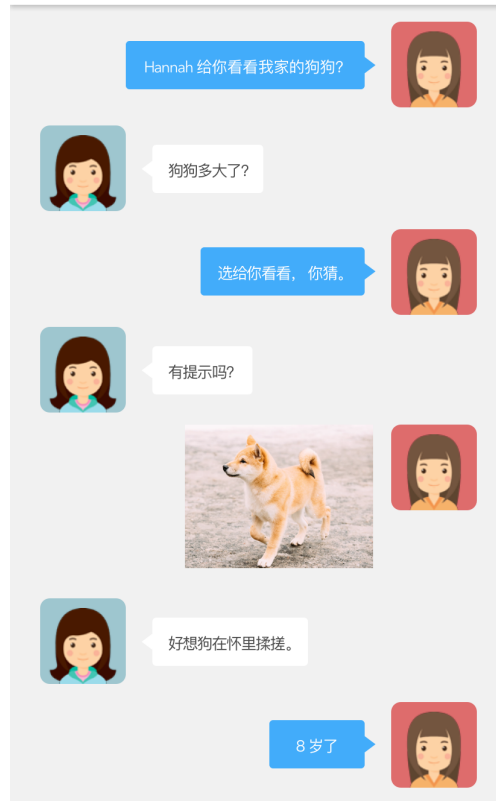 Hannah 给你看看我家的狗狗?
狗狗多大了?
选给你看看， 你猜。
有提示吗?
好想狗在怀里揉搓。
8 岁了